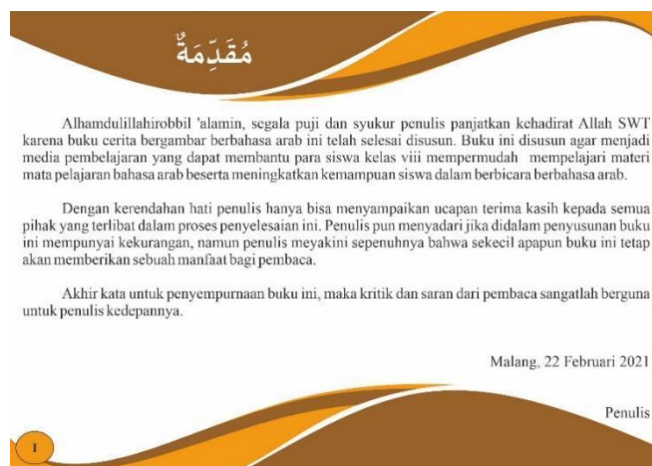 مُقَدِّمَةٌ
Alhamdulillahirobbil 'alamin, segala puji dan syukur penulis panjatkan kehadirat Allah SWT
karena buku cerita bergambar berbahasa arab ini telah selesai disusun. Buku ini disusun agar menjadi
media pembelajaran yang dapat membantu para siswa kelas viii mempermudah mempelajari materi
mata pelajaran bahasa arab beserta meningkatkan kemampuan siswa dalam berbicara berbahasa arab.
Dengan kerendahan hati penulis hanya bisa menyampaikan ucapan terima kasih kepada semua
pihak yang terlibat dalam proses penyelesaian ini. Penulis pun menyadari jika didalam penyusunan buku
ini mempunyai kekurangan, namun penulis meyakini sepenuhnya bahwa sekecil apapun buku ini tetap
akan memberikan sebuah manfaat bagi pembaca.
Akhir kata untuk penyempurnaan buku ini, maka kritik dan saran dari pembaca sangatlah berguna
untuk penulis kedepannya.
Malang, 22 Februari 2021
Penulis
I